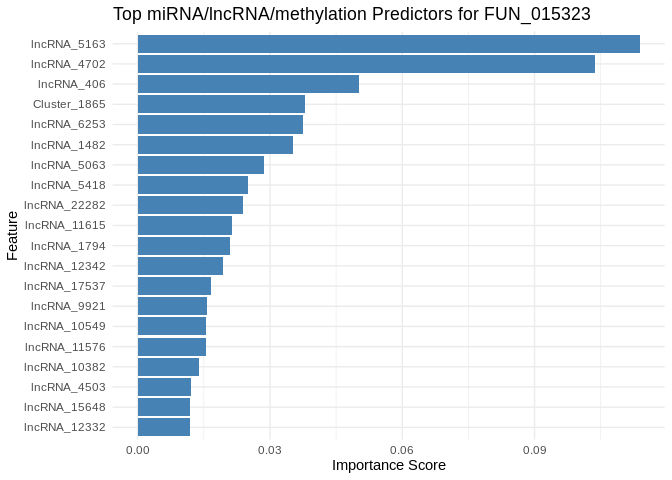 Top miRNA/lncRNA/methylation Predictors for FUN_015323
Feature
lncRNA_5163
lncRNA_4702
lncRNA_406
Cluster_1865
lncRNA_6253
lncRNA_1482
lncRNA_5063
lncRNA_5418
lncRNA_22282
lncRNA_11615
lncRNA_1794
lncRNA_12342
lncRNA_17537
lncRNA_9921
lncRNA_10549
lncRNA_11576
lncRNA_10382
lncRNA_4503
lncRNA_15648
lncRNA_12332
0.00 0.03 0.06 0.09
Importance Score